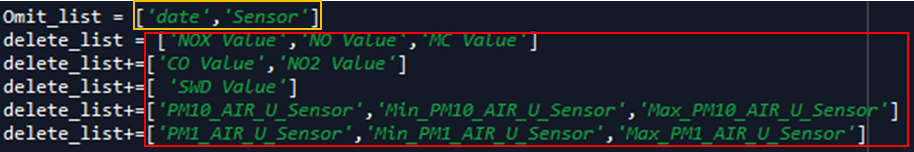 Omit_list = ['date','Sensor']
delete_list = ['NOX Value','NO Value','MC Value']
delete_list+=['CO Value','NO2 Value']
delete_list+=[ 'SWD Value']
delete_list+=['PM10_AIR_U_Sensor','Min_PM10_AIR_U_Sensor','Max_PM10_AIR_U_Sensor']
delete_list+=['PM1_AIR_U_Sensor','Min_PM1_AIR_U_Sensor','Max_PM1_AIR_U_Sensor']